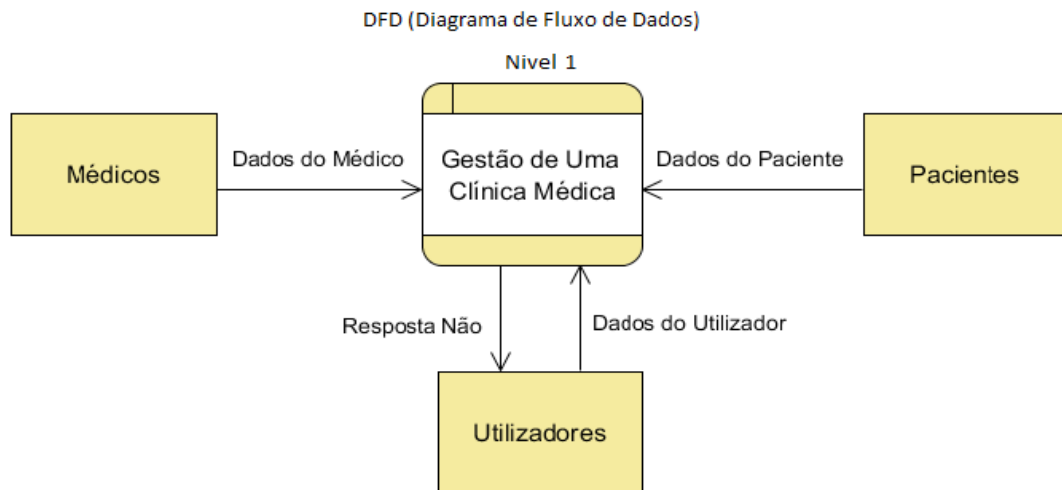 DFD (Diagrama de Fluxo de Dados)
Nivel 1
Médicos
Dados do Médico
Gestão de Uma
Clínica Médica
Dados do Paciente
Pacientes
Resposta Não
Dados do Utilizador
Utilizadores